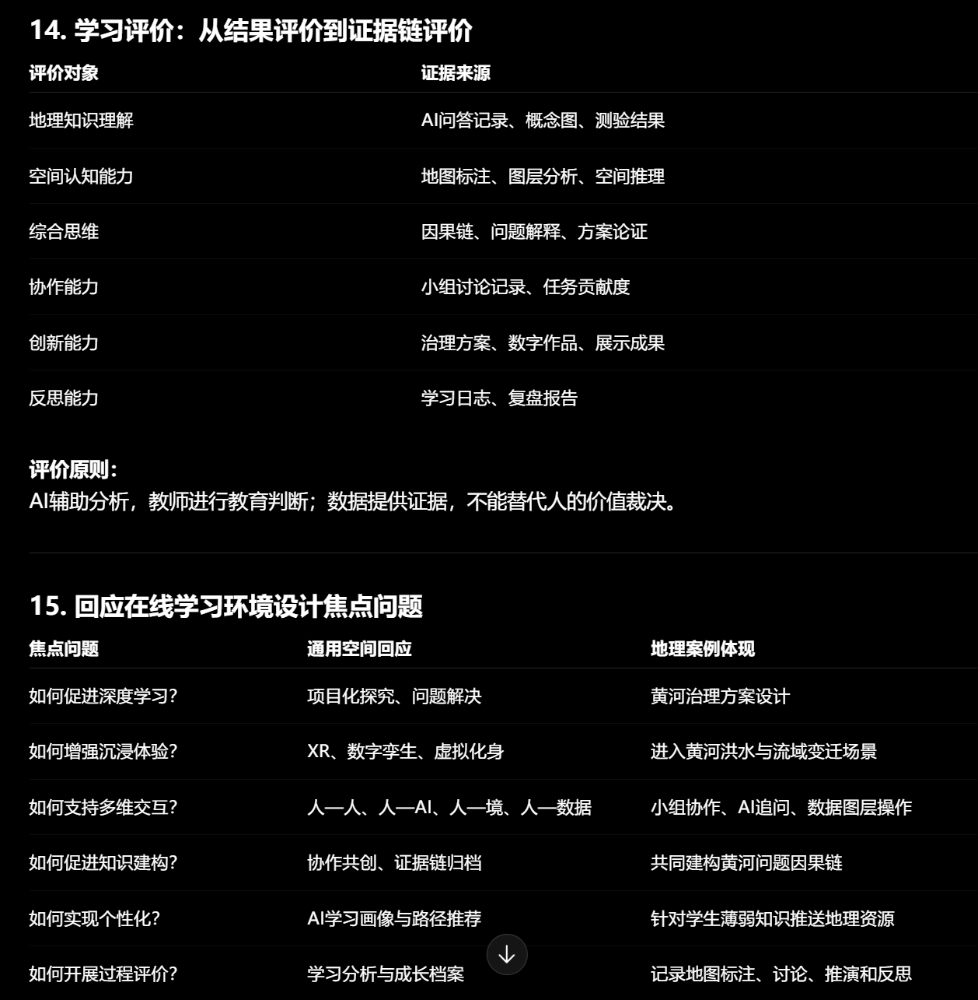 14. 学习评价：从结果评价到证据链评价
评价对象 证据来源
地理知识理解 AI问答记录、概念图、测验结果
空间认知能力 地图标注、图层分析、空间推理
综合思维 因果链、问题解释、方案论证
协作能力 小组讨论记录、任务贡献度
创新能力 治理方案、数字作品、展示成果
反思能力 学习日志、复盘报告
评价原则：
AI辅助分析，教师进行教育判断；数据提供证据，不能替代人的价值裁决。
15. 回应在线学习环境设计焦点问题
焦点问题 通用空间回应 地理案例体现
如何促进深度学习？ 项目化探究、问题解决 黄河治理方案设计
如何增强沉浸体验？ XR、数字孪生、虚拟化身 进入黄河洪水与流域变迁场景
如何支持多维交互？ 人—人、人—AI、人—境、人—数据 小组协作、AI追问、数据图层操作
如何促进知识建构？ 协作共创、证据链归档 共同建构黄河问题因果链
如何实现个性化？ AI学习画像与路径推荐 针对学生薄弱知识推送地理资源
如何开展过程评价？ 学习分析与成长档案 记录地图标注、讨论、推演和反思